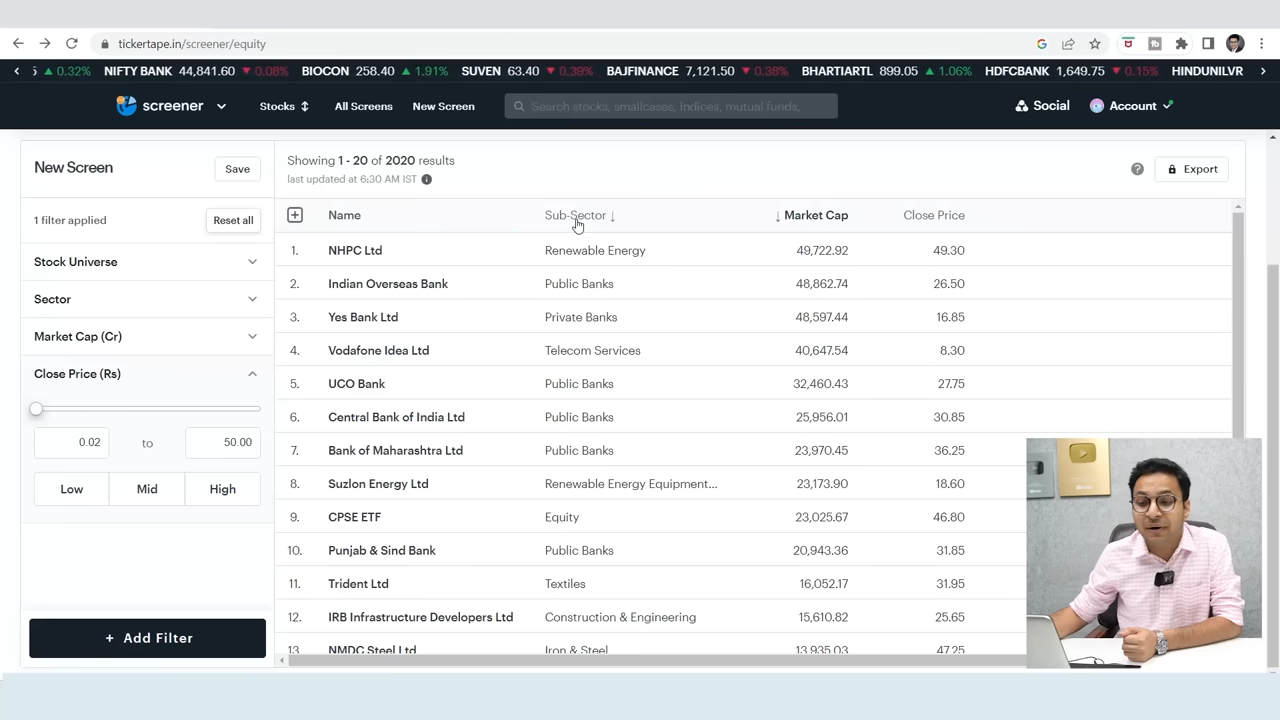 tickertape.in/screener/equity
5 ▲ 0.32% NIFTY BANK 44,841.60 ▼ 0.08% BIOCON 258.40 ▲ 1.91% SUVEN 63.40 ▼ 0.39% BAJFINANCE 7,121.50 ▼ 0.38% BHARTIARTL 899.05 ▲ 1.06% HDFCBANK 1,649.75 ▼ 0.15% HINDUNILVR
screener Stocks All Screens New Screen Search stocks, smallcases, indices, mutual funds, Social Account
New Screen
Save
1 filter applied
Reset all
Stock Universe
Sector
Market Cap (Cr)
Close Price (Rs)
0.02 to 50.00
Low Mid High
+ Add Filter
Showing 1 - 20 of 2020 results
last updated at 6:30 AM IST
Export
Name Sub-Sector ↓ ↓ Market Cap Close Price
1. NHPC Ltd Renewable Energy 49,722.92 49.30
2. Indian Overseas Bank Public Banks 48,862.74 26.50
3. Yes Bank Ltd Private Banks 48,597.44 16.85
4. Vodafone Idea Ltd Telecom Services 40,647.54 8.30
5. UCO Bank Public Banks 32,460.43 27.75
6. Central Bank of India Ltd Public Banks 25,956.01 30.85
7. Bank of Maharashtra Ltd Public Banks 23,970.45 36.25
8. Suzlon Energy Ltd Renewable Energy Equipment... 23,173.90 18.60
9. CPSE ETF Equity 23,025.67 46.80
10. Punjab & Sind Bank Public Banks 20,943.36 31.85
11. Trident Ltd Textiles 16,052.17 31.95
12. IRB Infrastructure Developers Ltd Construction & Engineering 15,610.82 25.65
13. NMDC Steel Ltd Iron & Steel 13,935.03 47.25